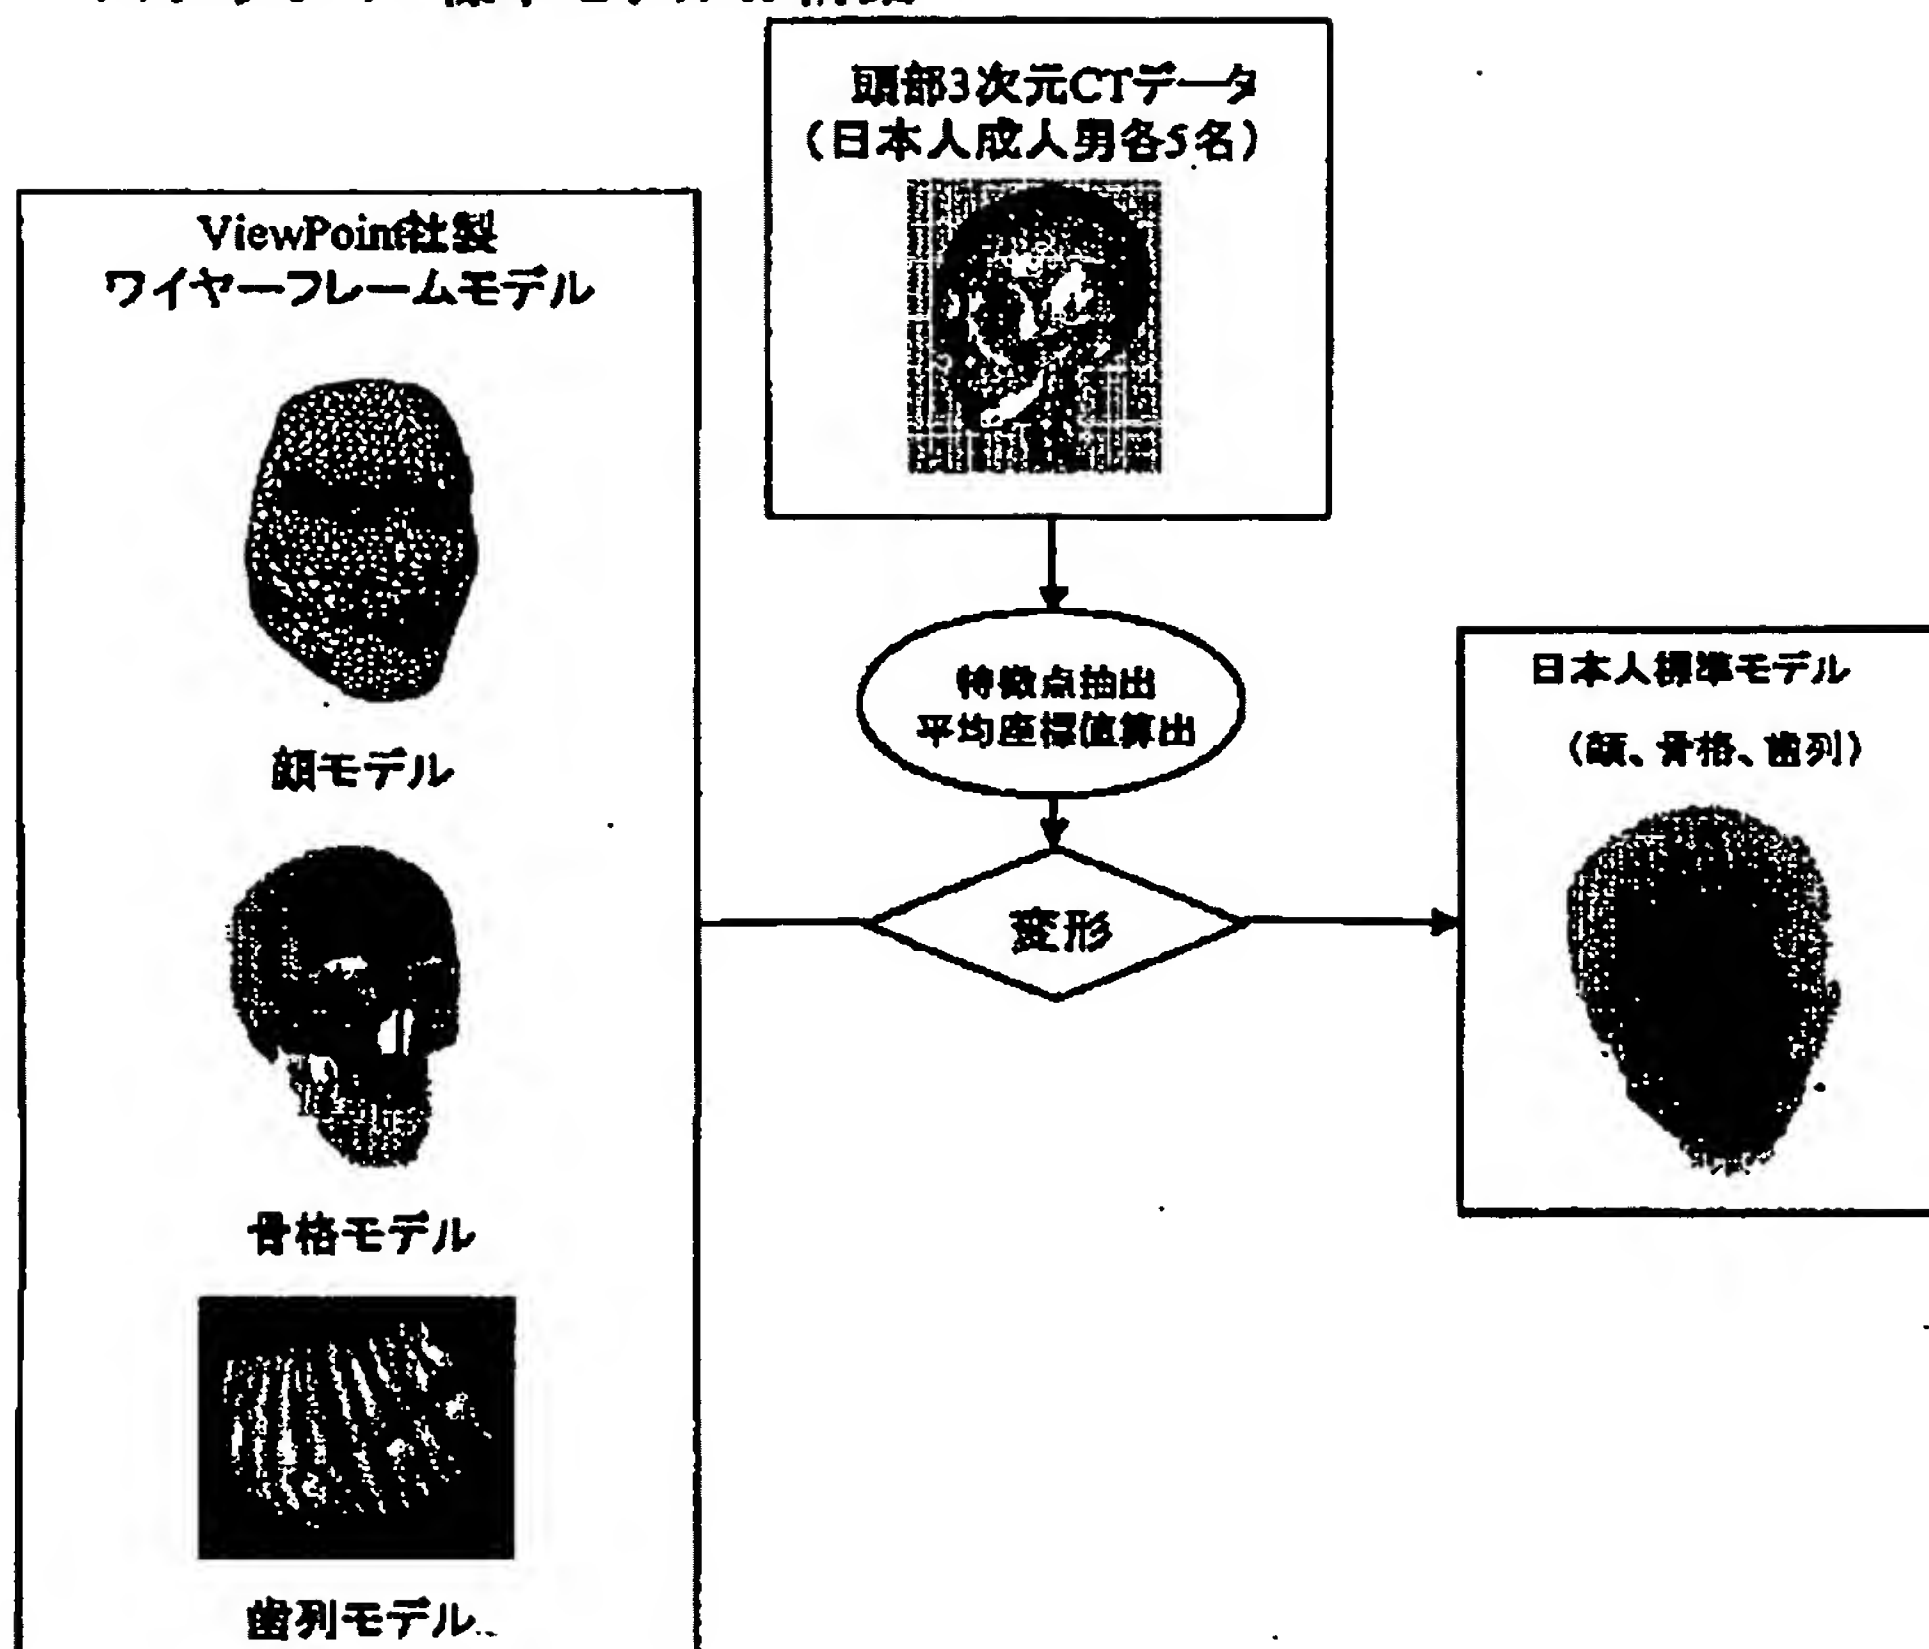 頭部3次元CTデータ
(日本人成人男各5名)
ViewPoint社製
ワイヤーフレームモデル
顔モデル
骨格モデル
歯列モデル
特徴点抽出
平均座標値算出
変形
日本人標準モデル
(顔、骨格、歯列)